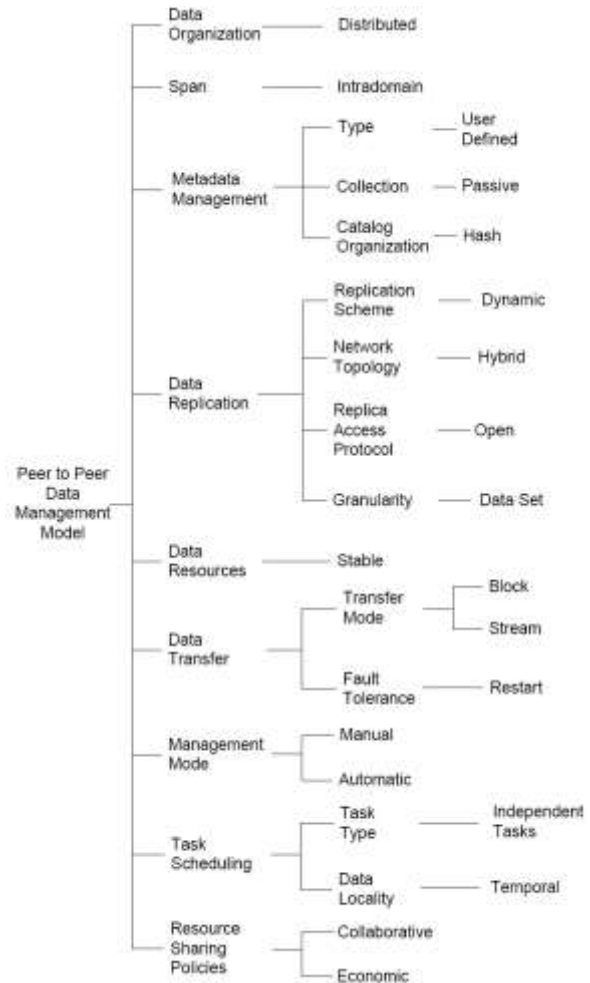 Data
Organization
Distributed
Span
Intradomain
Metadata
Management
Type
User
Defined
Collection
Passive
Catalog
Organization
Hash
Data
Replication
Replication
Scheme
Dynamic
Network
Topology
Hybrid
Replica
Access
Protocol
Open
Granularity
Data Set
Peer to Peer
Data
Management
Model
Data
Resources
Stable
Data
Transfer
Transfer
Mode
Block
Stream
Fault
Tolerance
Restart
Management
Mode
Manual
Automatic
Task
Scheduling
Task
Type
Independent
Tasks
Data
Locality
Temporal
Resource
Sharing
Policies
Collaborative
Economic